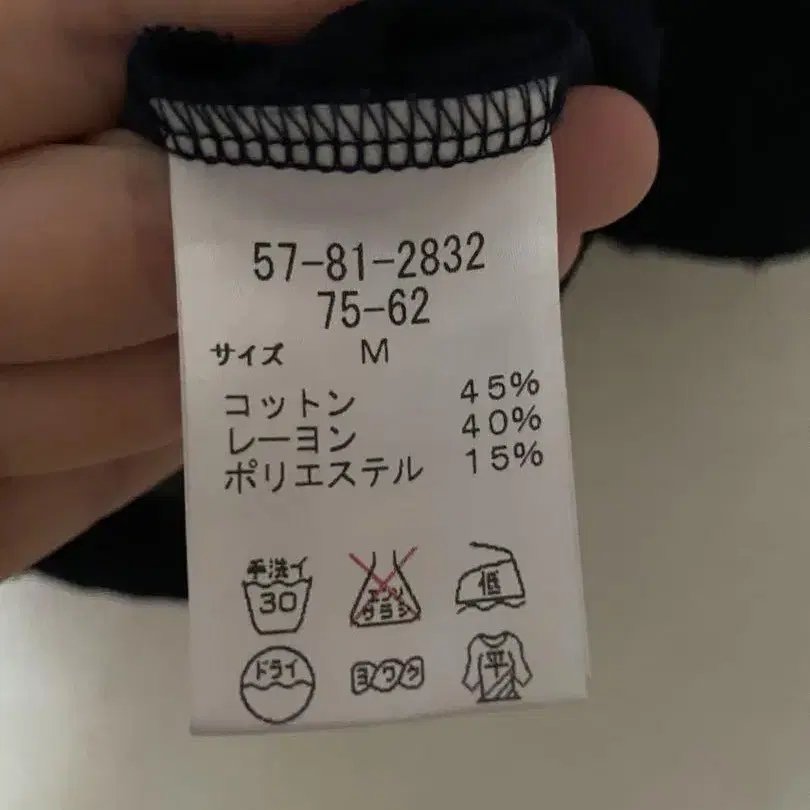 57-81-2832
75-62
サイズ M
コットン 45%
レーヨン 40%
ポリエステル 15%
手洗イ
30
エンソ
サラシ
低
ドライ
ヨワク
平